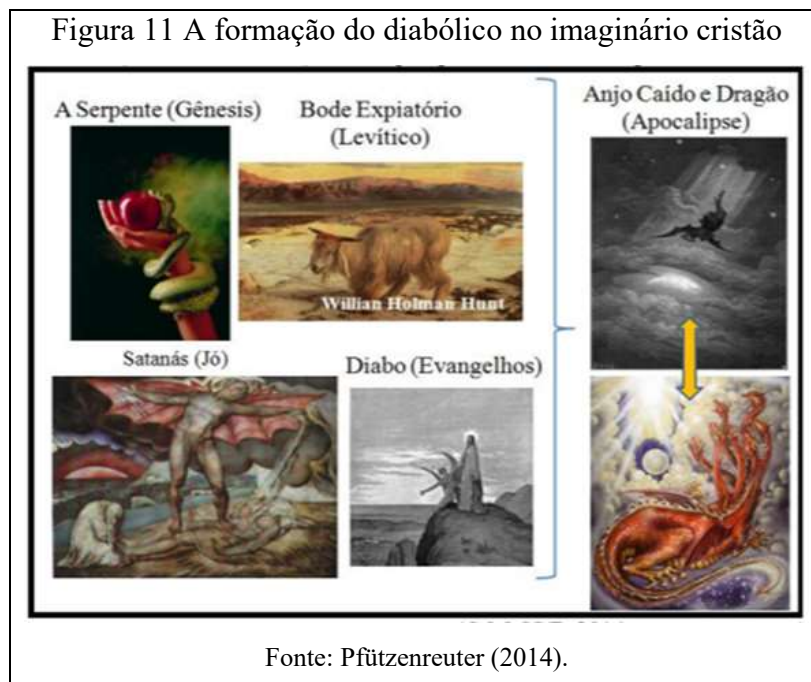 Figura 11 A formação do diabólico no imaginário cristão
A Serpente (Gênesis)
Bode Expiatório
(Levítico)
Willian Holman Hunt
Anjo Caído e Dragão
(Apocalipse)
Satanás (Jó)
Diabo (Evangelhos)
Fonte: Pfützenreuter (2014).